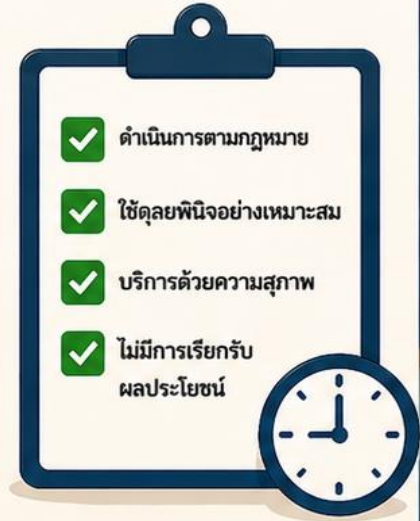 ดำเนินการตามกฎหมาย
ใช้ดุลยพินิจอย่างเหมาะสม
บริการด้วยความสุภาพ
ไม่มีการเรียกรับ
ผลประโยชน์